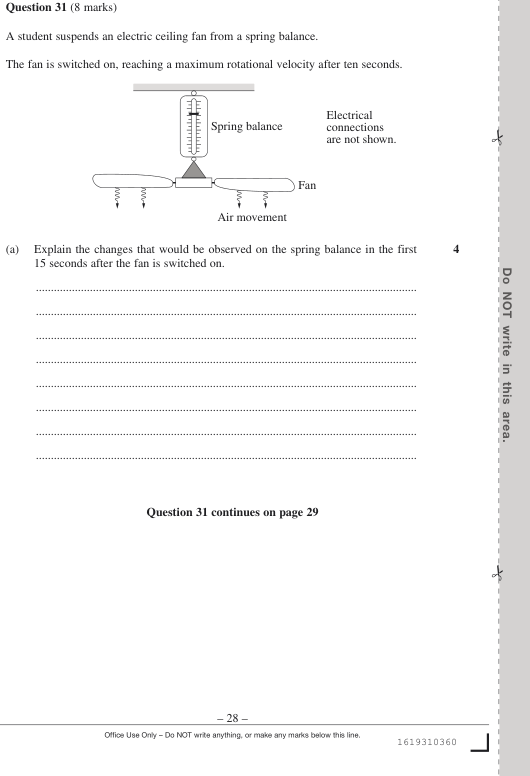 Question 31 (8 marks)
A student suspends an electric ceiling fan from a spring balance.
The fan is switched on, reaching a maximum rotational velocity after ten seconds.
Electrical
connections
are not shown.
Spring balance
Fan
Air movement
(a) Explain the changes that would be observed on the spring balance in the first 4
15 seconds after the fan is switched on.
................................................................................
................................................................................
................................................................................
................................................................................
................................................................................
................................................................................
................................................................................
................................................................................
Question 31 continues on page 29
– 28 –
Office Use Only – Do NOT write anything, or make any marks below this line.
1619310360
Do NOT write in this area.